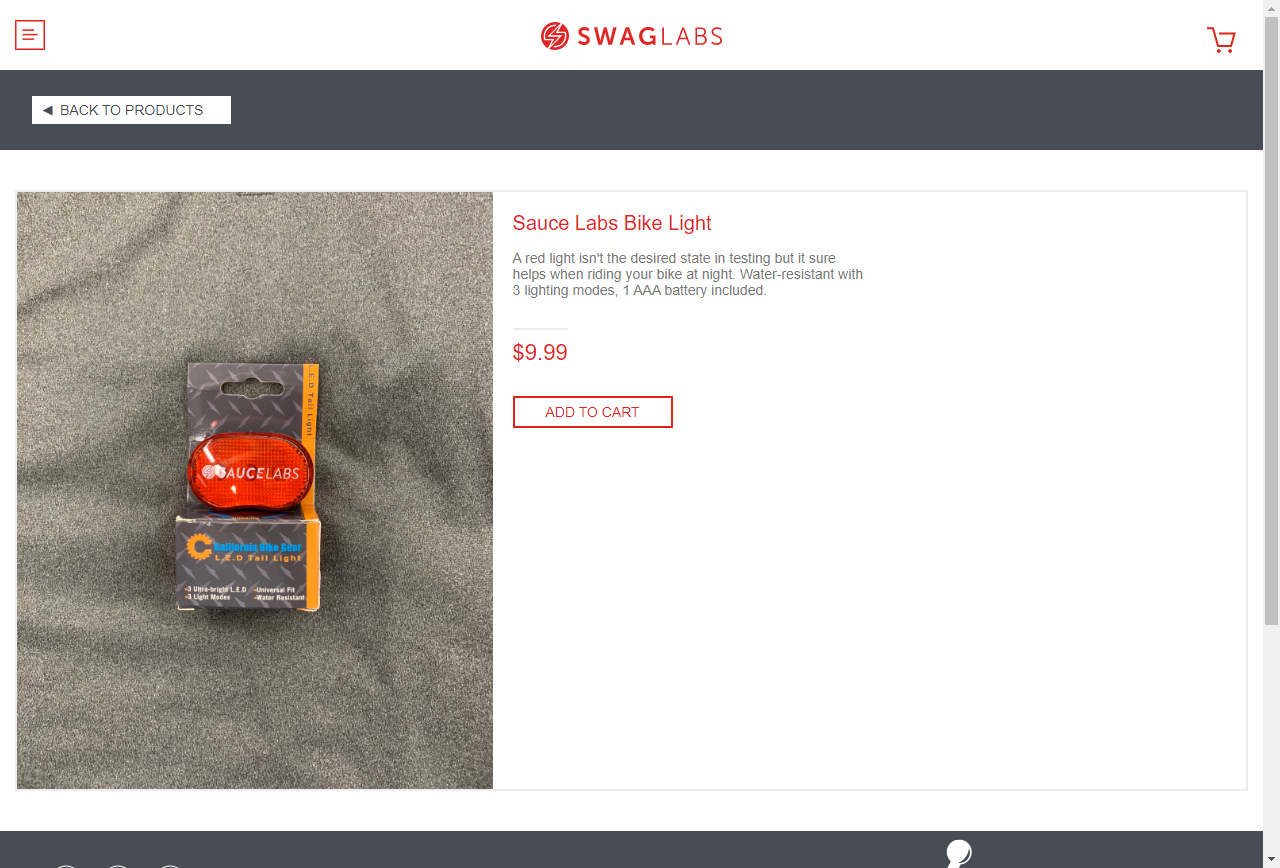 SWAGLABS
◄ BACK TO PRODUCTS
Sauce Labs Bike Light
A red light isn't the desired state in testing but it sure
helps when riding your bike at night. Water-resistant with
3 lighting modes, 1 AAA battery included.
$9.99
ADD TO CART
L.E.D Tail Light
SAUCELABS
California Bike Gear
L.E.D Tail Light
-3 Ultra-bright L.E.D -Universal Fit
-3 Light Modes -Water Resistant